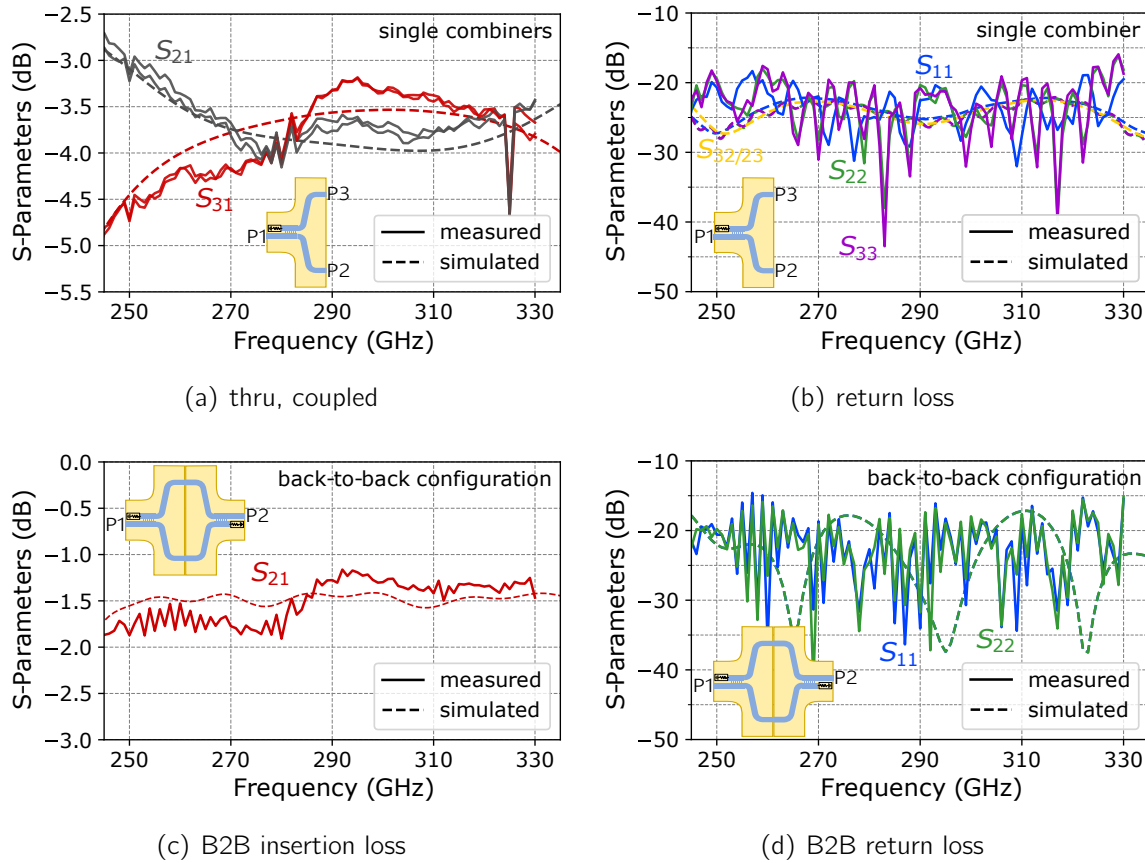 −2.5
−3.0
−3.5
−4.0
−4.5
−5.0
−5.5
S-Parameters (dB)
single combiners
S21
S31
P3
P1
P2
measured
simulated
250 270 290 310 330
Frequency (GHz)
(a) thru, coupled
−10
−20
−30
−40
−50
S-Parameters (dB)
single combiner
S11
S32/23
S22
S33
P3
P1
P2
measured
simulated
250 270 290 310 330
Frequency (GHz)
(b) return loss
0.0
−0.5
−1.0
−1.5
−2.0
−2.5
−3.0
S-Parameters (dB)
back-to-back configuration
P1
P2
S21
measured
simulated
250 270 290 310 330
Frequency (GHz)
(c) B2B insertion loss
−10
−20
−30
−40
−50
S-Parameters (dB)
back-to-back configuration
S11
S22
P1
P2
measured
simulated
250 270 290 310 330
Frequency (GHz)
(d) B2B return loss